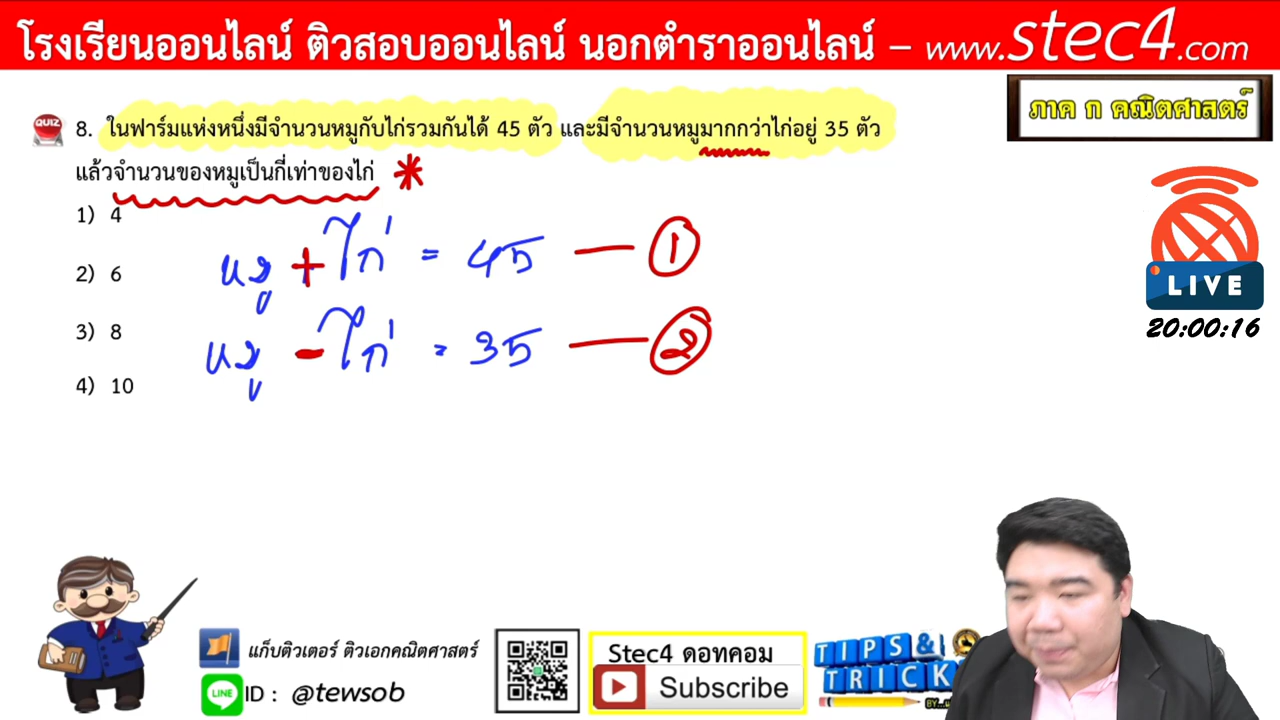 โรงเรียนออนไลน์ ติวสอบออนไลน์ นอกตำราออนไลน์ – www.stec4.com
ภาค ก คณิตศาสตร์
QUIZ
8. ในฟาร์มแห่งหนึ่งมีจำนวนหมูกับไก่รวมกันได้ 45 ตัว และมีจำนวนหมูมากกว่าไก่อยู่ 35 ตัว
แล้วจำนวนของหมูเป็นกี่เท่าของไก่ *
1) 4
2) 6
3) 8
4) 10
หมู + ไก่ = 45 — 1
หมู - ไก่ = 35 — 2
LIVE
20:00:16
แก็บติวเตอร์ ติวเอกคณิตศาสตร์
LINE ID : @tewsob
Stec4 ดอทคอม
Subscribe
TIPS &
TRICK